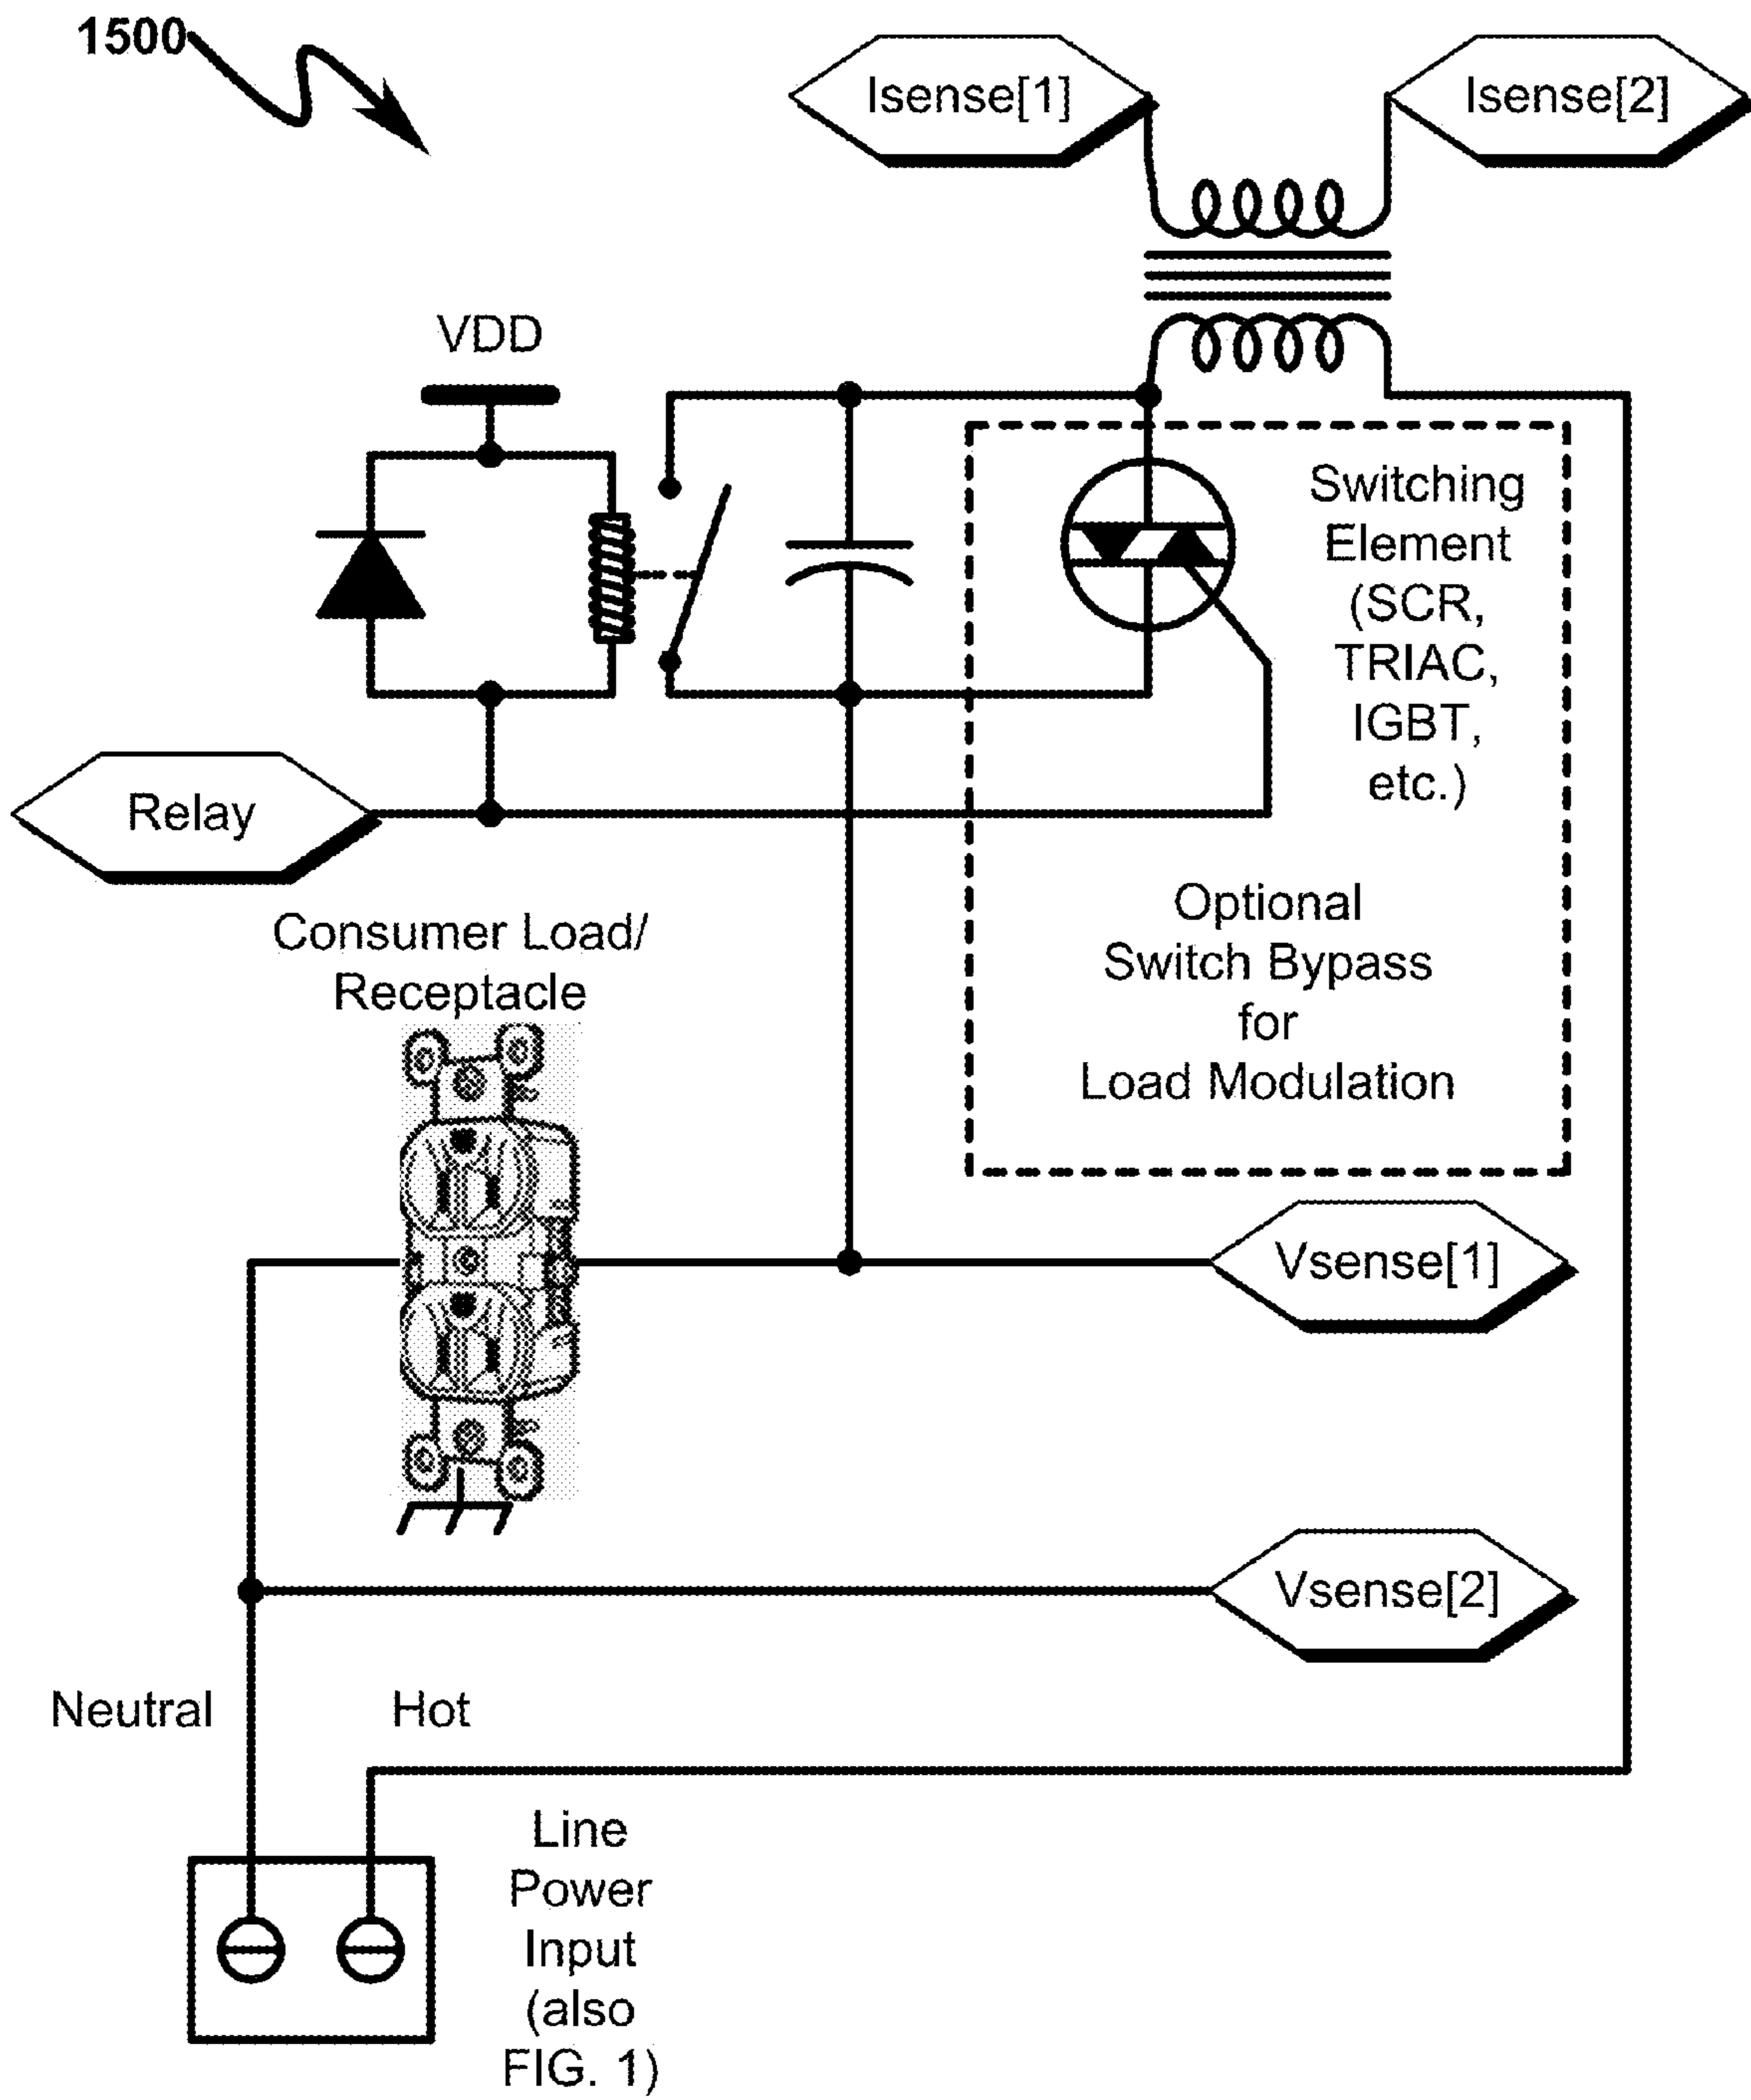 1500
Isense[1]
Isense[2]
VDD
Switching
Element
(SCR,
TRIAC,
IGBT,
etc.)
Relay
Optional
Switch Bypass
for
Load Modulation
Consumer Load/
Receptacle
Vsense[1]
Vsense[2]
Neutral
Hot
Line
Power
Input
(also
FIG. 1)